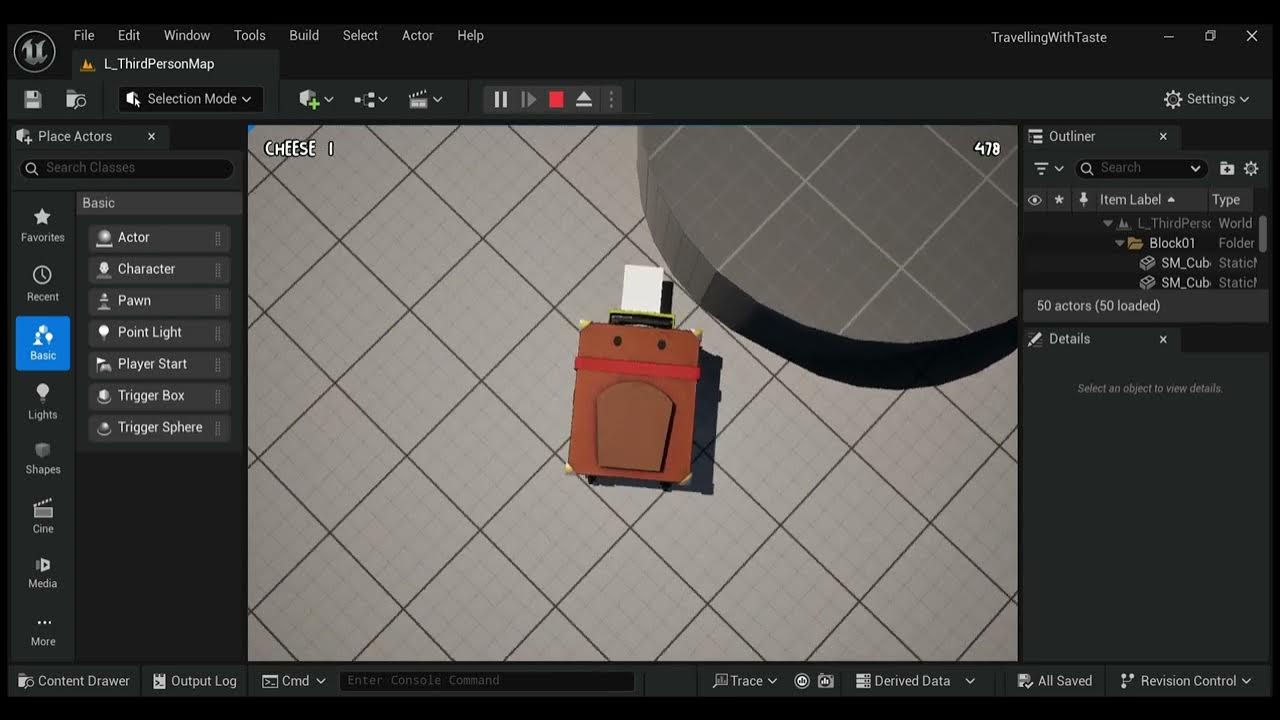 File Edit Window Tools Build Select Actor Help
TravellingWithTaste
L_ThirdPersonMap
Selection Mode
Settings
Place Actors
Search Classes
Favorites
Recent
Basic
Lights
Shapes
Cine
Media
More
Basic
Actor
Character
Pawn
Point Light
Player Start
Trigger Box
Trigger Sphere
CHEESE 1
478
Outliner
Search
Item Label Type
L_ThirdPerso World
Block01 Folder
SM_Cub StaticM
SM_Cub StaticM
50 actors (50 loaded)
Details
Select an object to view details.
Content Drawer Output Log Cmd Enter Console Command Trace Derived Data All Saved Revision Control